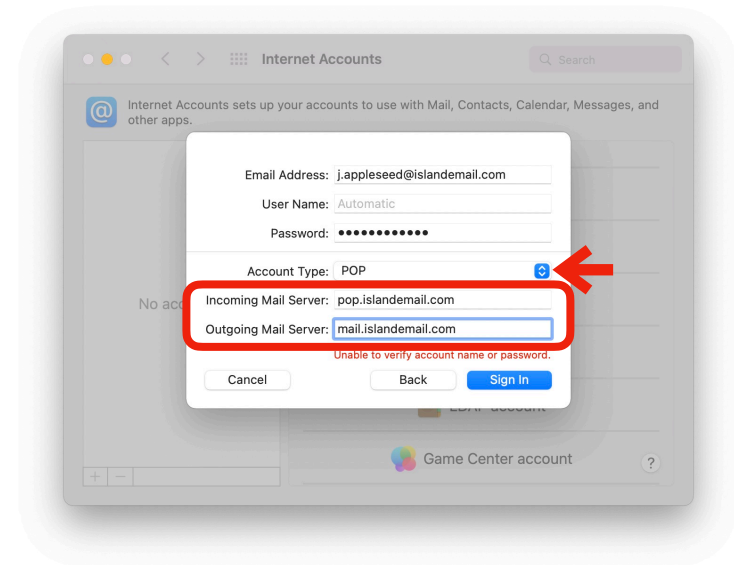 Internet Accounts
Search
Internet Accounts sets up your accounts to use with Mail, Contacts, Calendar, Messages, and
other apps.
Email Address: j.appleseed@islandemail.com
User Name: Automatic
Password: ••••••••••••
Account Type: POP
No acc
Incoming Mail Server: pop.islandemail.com
Outgoing Mail Server: mail.islandemail.com
Unable to verify account name or password.
Cancel Back Sign In
account
Game Center account
?